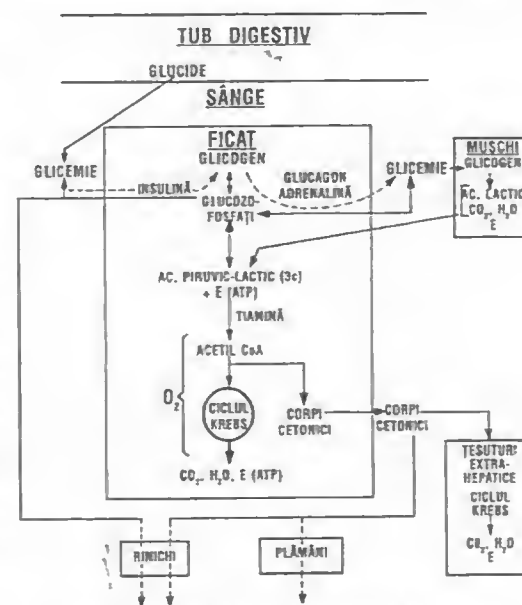 TUB DIGESTIV
GLUCIDE
SÂNGE
FICAT
GLICOGEN
GLICEMIE
INSULINĂ
GLUCAGON
ADRENALINĂ
GLICEMIE
MUȘCHI
GLICOGEN
AC. LACTIC
CO₂, H₂O
E
GLUCOZO-
FOSFAȚI
AC. PIRUVIC-LACTIC (3c)
+ E (ATP)
TIAMINĂ
ACETIL CoA
O₂
CICLUL
KREBS
CORPI
CETONICI
CORPI
CETONICI
CO₂, H₂O, E (ATP)
ȚESUTURI
EXTRA-
HEPATICE
CICLUL
KREBS
CO₂, H₂O
E
RINICHI
PLĂMÂNI